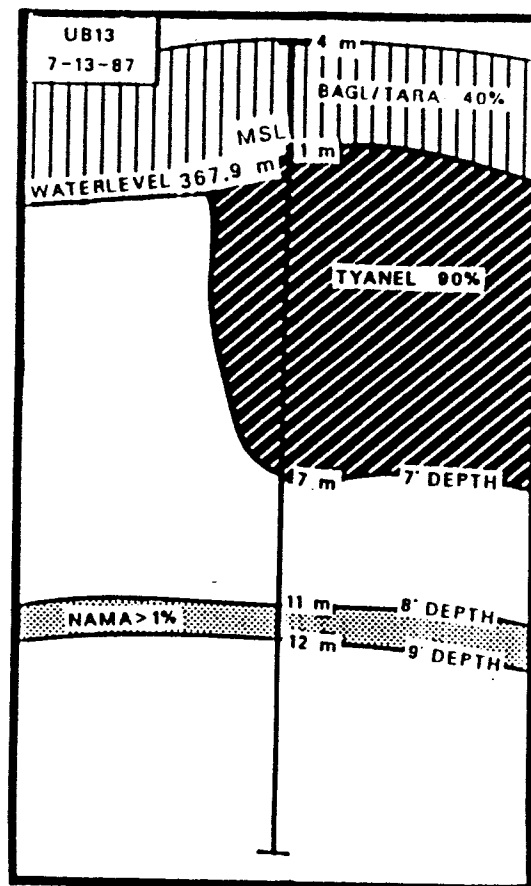 UB13
7-13-87
4 m
BAGL/TARA 40%
MSL
1 m
WATERLEVEL 367.9 m
TYANEL 90%
7 m
7' DEPTH
11 m
8' DEPTH
NAMA > 1%
12 m
9' DEPTH